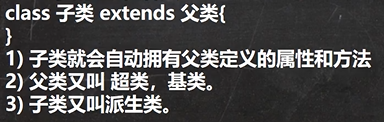 class 子类 extends 父类{
}
1) 子类就会自动拥有父类定义的属性和方法
2) 父类又叫 超类，基类。
3) 子类又叫派生类。